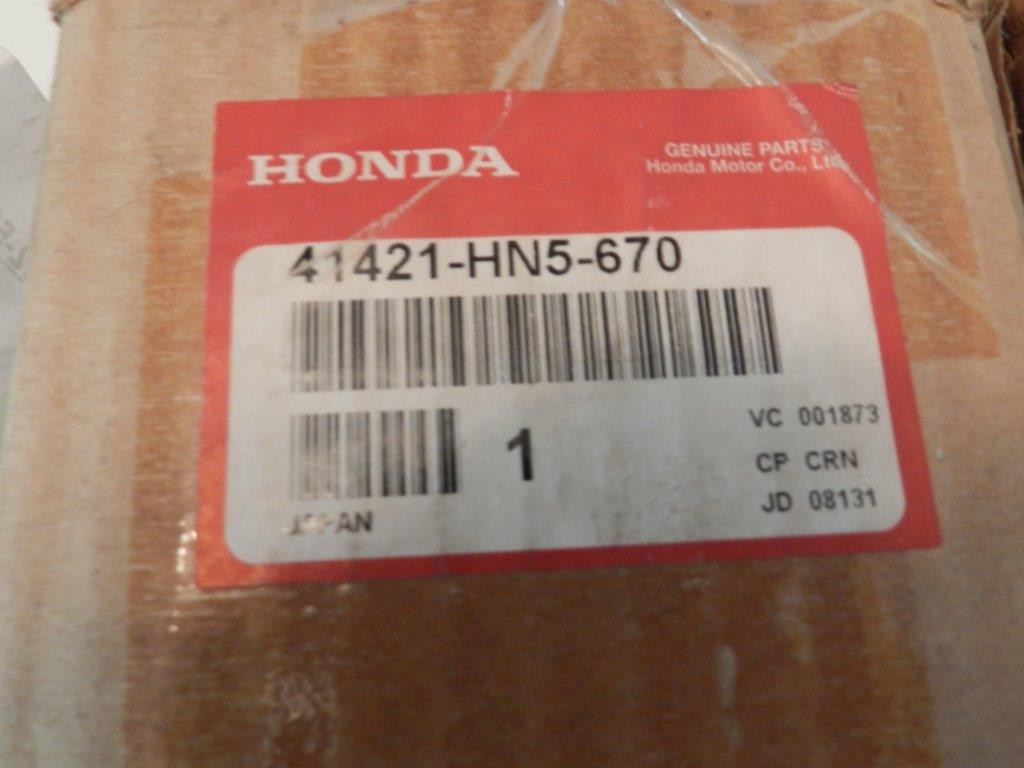 HONDA
GENUINE PARTS
Honda Motor Co., Ltd.
41421-HN5-670
1
VC 001873
CP CRN
JD 08131
JAPAN